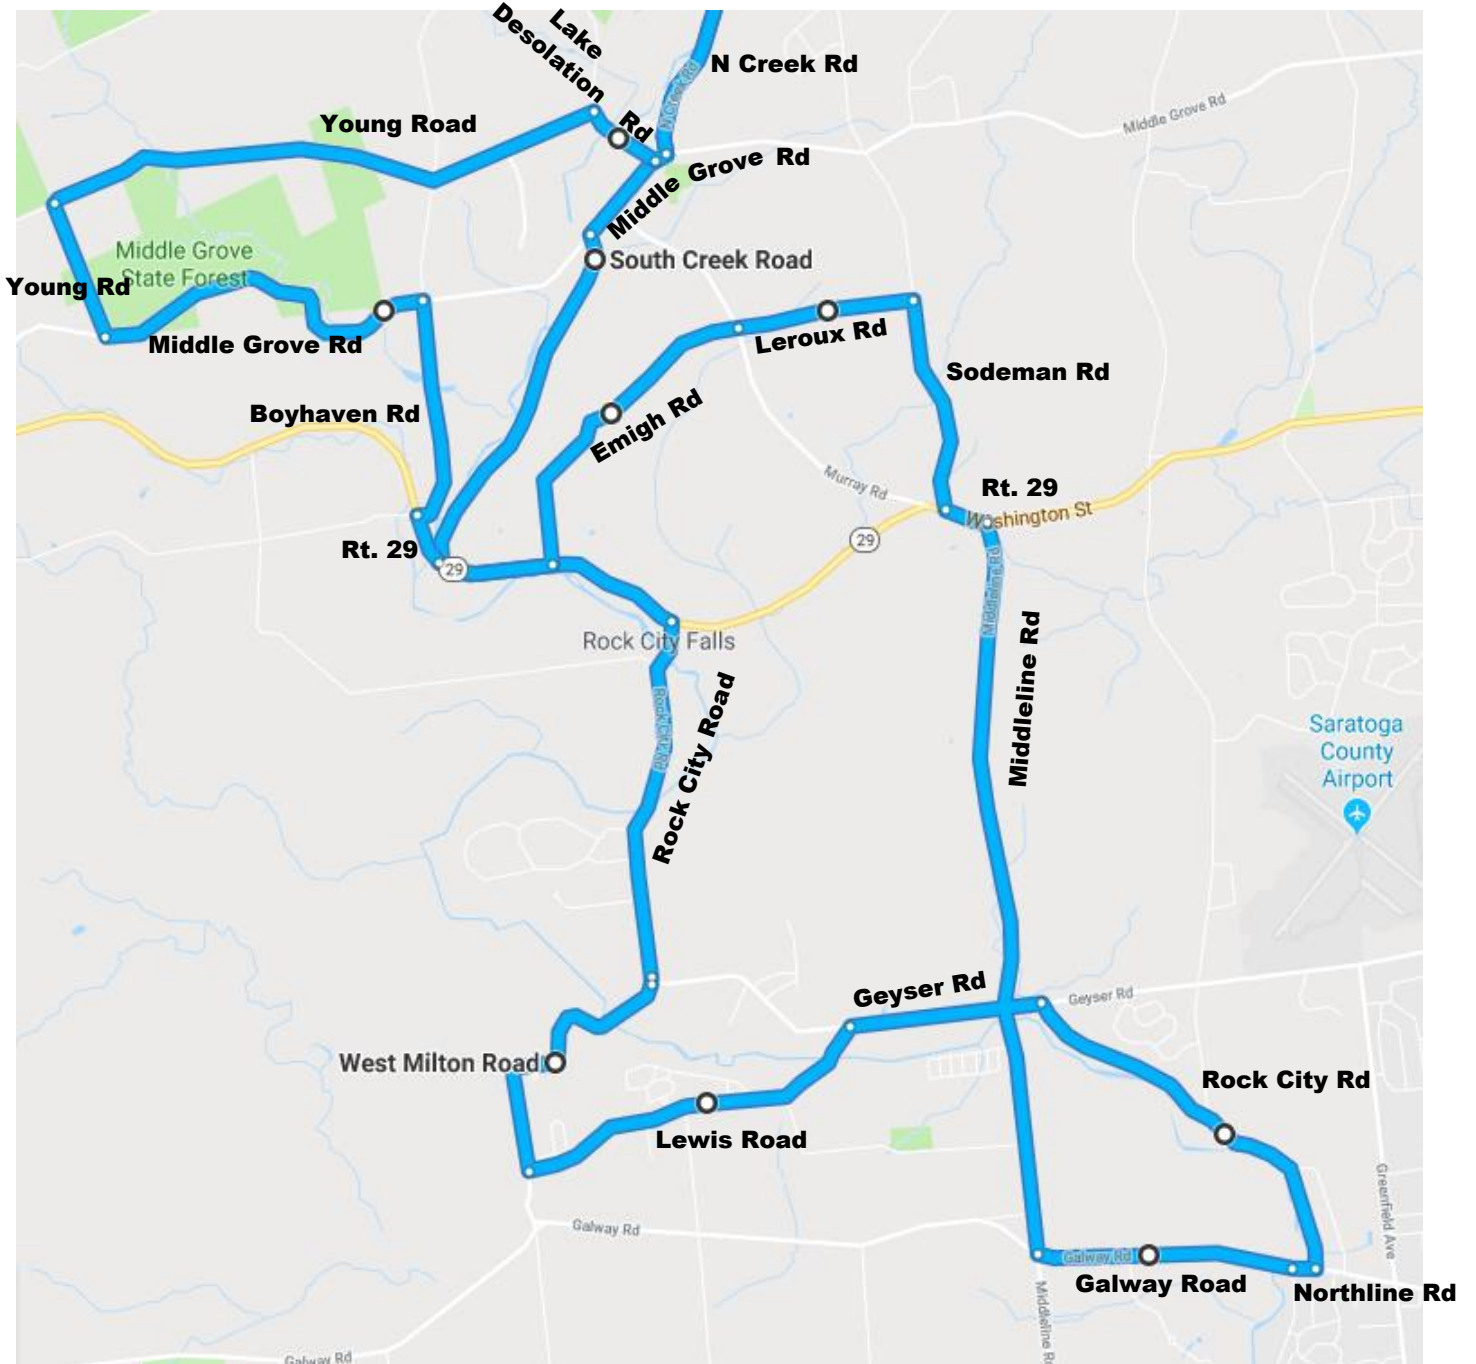 Lake
Desolation
Rd
N Creek Rd
N Creek Rd
Young Road
Middle Grove Rd
Middle Grove Rd
Middle Grove
State Forest
South Creek Road
Young Rd
Middle Grove Rd
Leroux Rd
Sodeman Rd
Boyhaven Rd
Emigh Rd
Murray Rd
Rt. 29
Washington St
29
Rt. 29
29
Middleline Rd
Middleline Rd
Rock City Falls
Rock City Rd
Rock City Road
Saratoga
County
Airport
Geyser Rd
Geyser Rd
West Milton Road
Rock City Rd
Lewis Road
Greenfield Ave
Galway Rd
Galway Rd
Galway Road
Northline Rd
Middleline R
Galway Rd